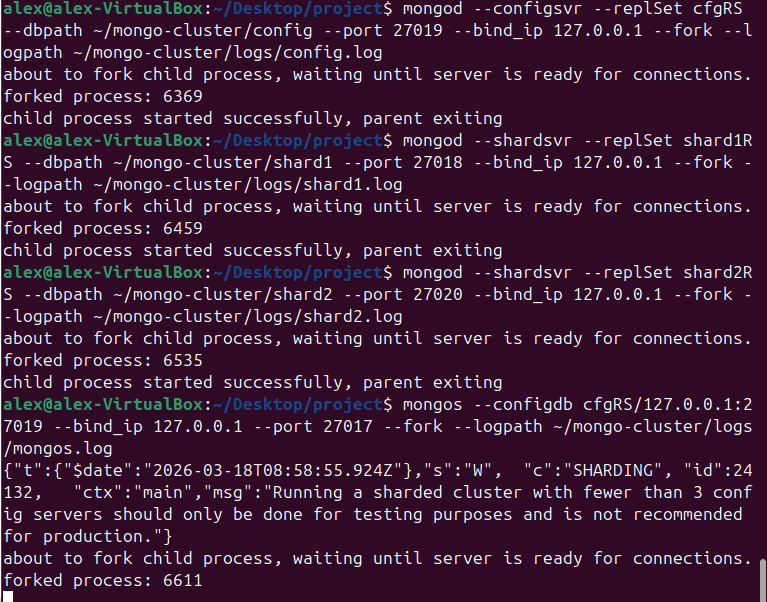 alex@alex-VirtualBox:~/Desktop/project$ mongod --configsvr --replSet cfgRS
--dbpath ~/mongo-cluster/config --port 27019 --bind_ip 127.0.0.1 --fork --l
ogpath ~/mongo-cluster/logs/config.log
about to fork child process, waiting until server is ready for connections.
forked process: 6369
child process started successfully, parent exiting
alex@alex-VirtualBox:~/Desktop/project$ mongod --shardsvr --replSet shard1R
S --dbpath ~/mongo-cluster/shard1 --port 27018 --bind_ip 127.0.0.1 --fork -
-logpath ~/mongo-cluster/logs/shard1.log
about to fork child process, waiting until server is ready for connections.
forked process: 6459
child process started successfully, parent exiting
alex@alex-VirtualBox:~/Desktop/project$ mongod --shardsvr --replSet shard2R
S --dbpath ~/mongo-cluster/shard2 --port 27020 --bind_ip 127.0.0.1 --fork -
-logpath ~/mongo-cluster/logs/shard2.log
about to fork child process, waiting until server is ready for connections.
forked process: 6535
child process started successfully, parent exiting
alex@alex-VirtualBox:~/Desktop/project$ mongos --configdb cfgRS/127.0.0.1:2
7019 --bind_ip 127.0.0.1 --port 27017 --fork --logpath ~/mongo-cluster/logs
/mongos.log
{"t":{"$date":"2026-03-18T08:58:55.924Z"},"s":"W",  "c":"SHARDING", "id":24
132,   "ctx":"main","msg":"Running a sharded cluster with fewer than 3 conf
ig servers should only be done for testing purposes and is not recommended
for production."}
about to fork child process, waiting until server is ready for connections.
forked process: 6611